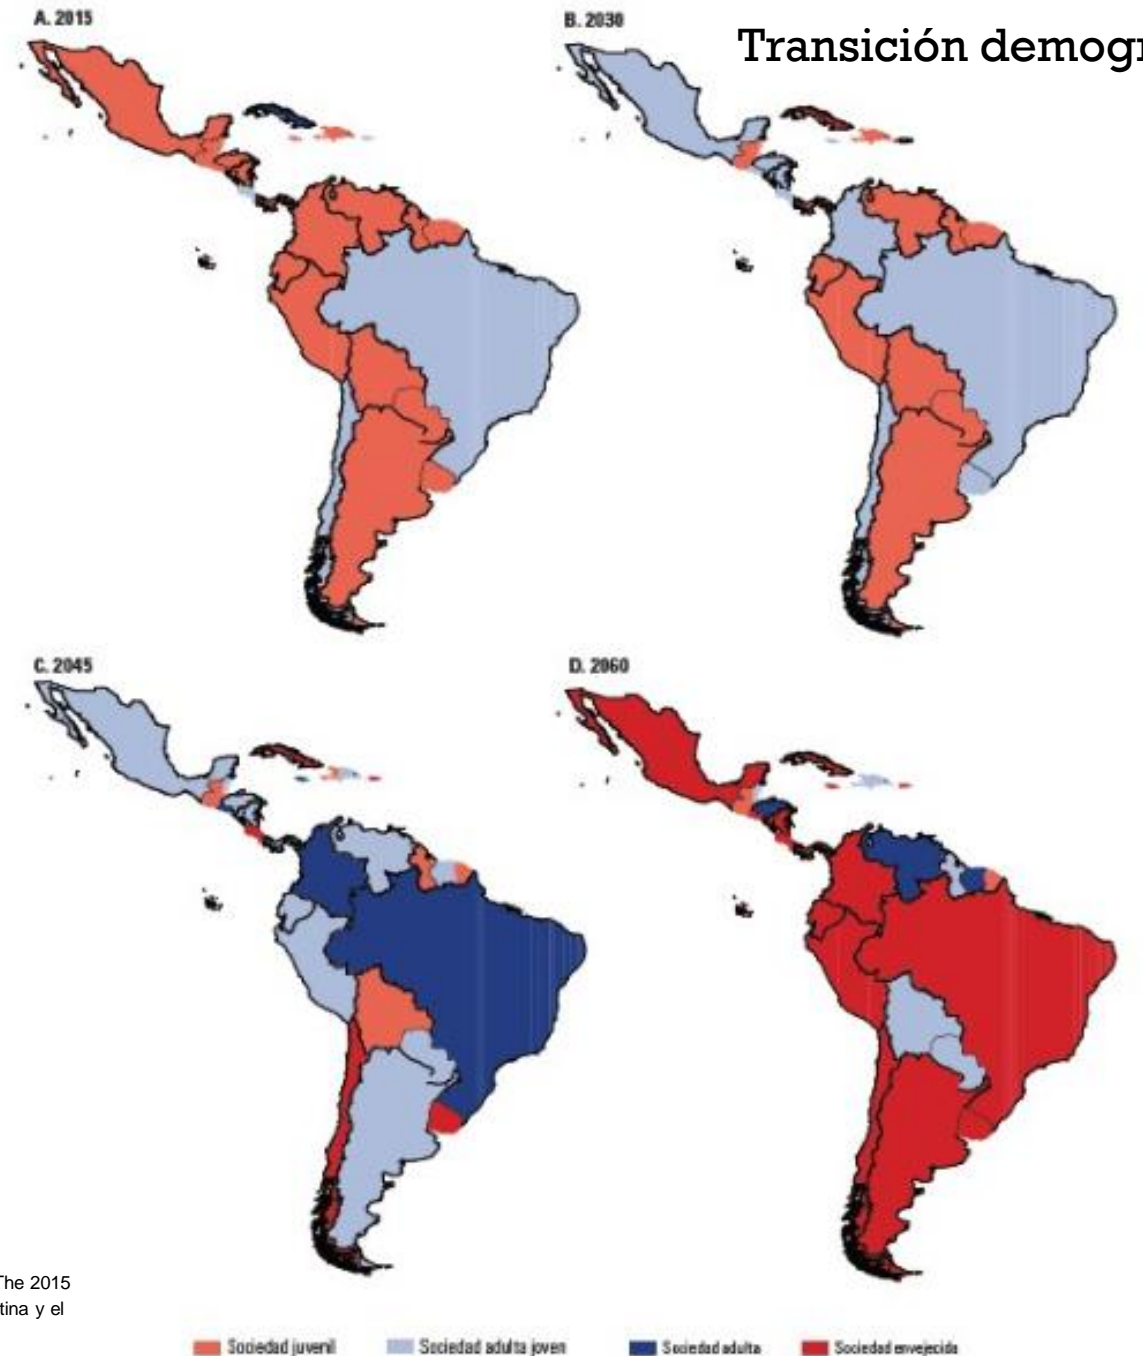 A. 2015
B. 2030
Transición demogr
C. 2045
D. 2060
The 2015
tina y el
Sociedad juvenil
Sociedad adulta joven
Sociedad adulta
Sociedad envejecida